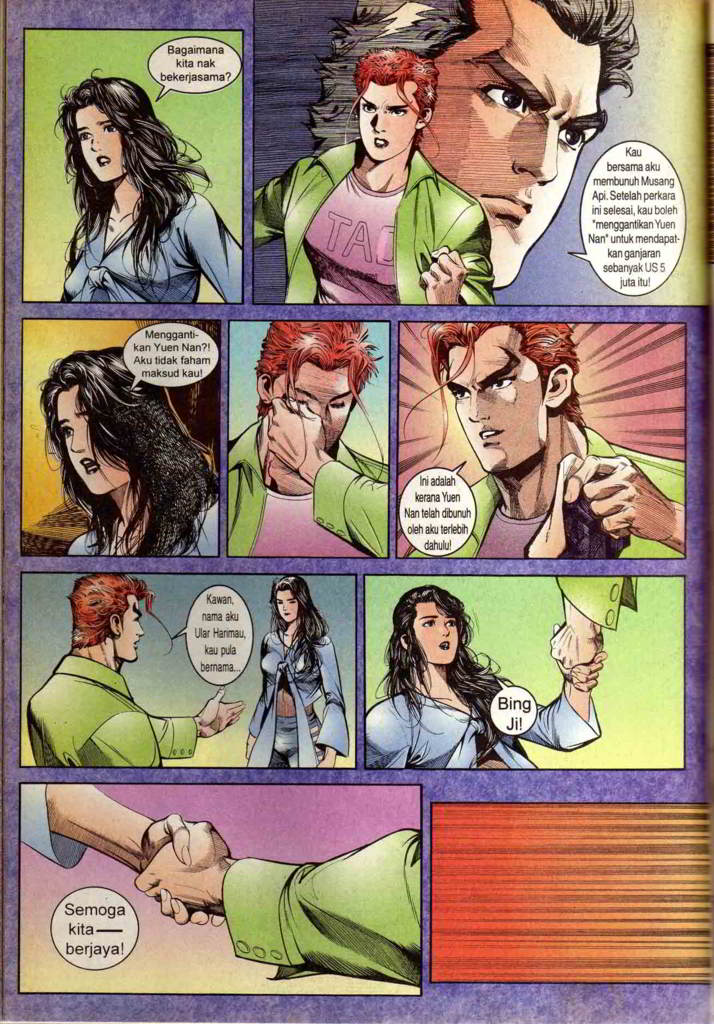 Bagaimana
kita nak
bekerjasama?
TAD
Kau
bersama aku
membunuh Musang
Api. Setelah perkara
ini selesai, kau boleh
"menggantikan Yuen
Nan" untuk mendapat-
kan ganjaran
sebanyak US 5
juta itu!
Mengganti-
kan Yuen Nan?!
Aku tidak faham
maksud kau!
Ini adalah
kerana Yuen
Nan telah dibunuh
oleh aku terlebih
dahulu!
Kawan,
nama aku
Ular Harimau,
kau pula
bernama...
Bing
Ji!
Semoga
kita —
berjaya!